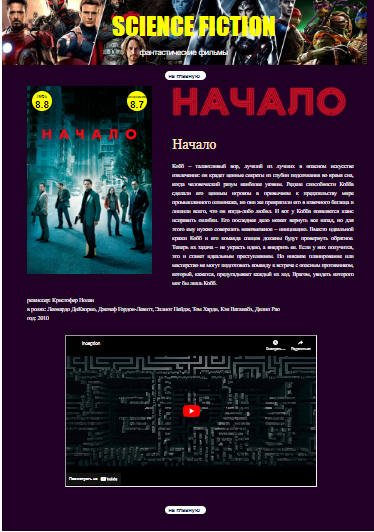 SCIENCE FICTION
фантастические фильмы
на главную
IMDb
8.8
8.7
НАЧАЛО
НАЧАЛО
Начало
Кобб – талантливый вор, лучший из лучших в опасном искусстве
извлечения: он крадет ценные секреты из глубин подсознания во время сна,
когда человеческий разум наиболее уязвим. Редкие способности Кобба
сделали его ценным игроком в привычном к предательству мире
промышленного шпионажа, но они же превратили его в извечного беглеца и
лишили всего, что он когда-либо любил. И вот у Кобба появляется шанс
исправить ошибки. Его последнее дело может вернуть все назад, но для
этого ему нужно совершить невозможное – инициацию. Вместо идеальной
кражи Кобб и его команда спецов должны будут провернуть обратное.
Теперь их задача – не украсть идею, а внедрить ее. Если у них получится,
это и станет идеальным преступлением. Но никакое планирование или
мастерство не могут подготовить команду к встрече с опасным противником,
который, кажется, предугадывает каждый их ход. Врагом, увидеть которого
мог бы лишь Кобб.
режиссер: Кристофер Нолан
в ролях: Леонардо ДиКаприо, Джозеф Гордон-Левитт, Эллиот Пейдж, Том Харди, Кэн Ватанабэ, Дилип Рао
год: 2010
Inception
Смотреть...
Поделиться
Посмотреть на YouTube
на главную